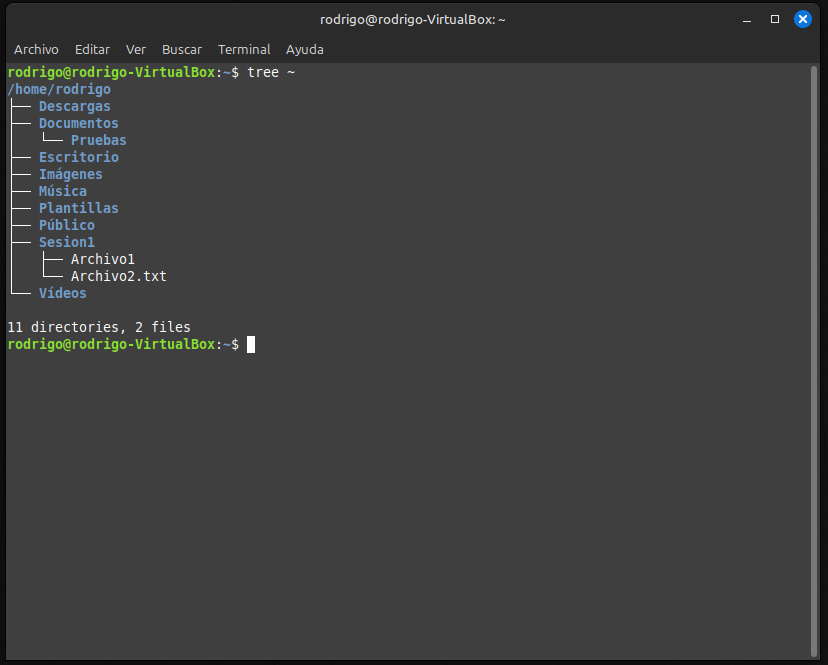 rodrigo@rodrigo-VirtualBox: ~
Archivo Editar Ver Buscar Terminal Ayuda
rodrigo@rodrigo-VirtualBox:~$ tree ~
/home/rodrigo
├── Descargas
├── Documentos
│   └── Pruebas
├── Escritorio
├── Imágenes
├── Música
├── Plantillas
├── Público
├── Sesion1
│   ├── Archivo1
│   └── Archivo2.txt
└── Vídeos
11 directories, 2 files
rodrigo@rodrigo-VirtualBox:~$